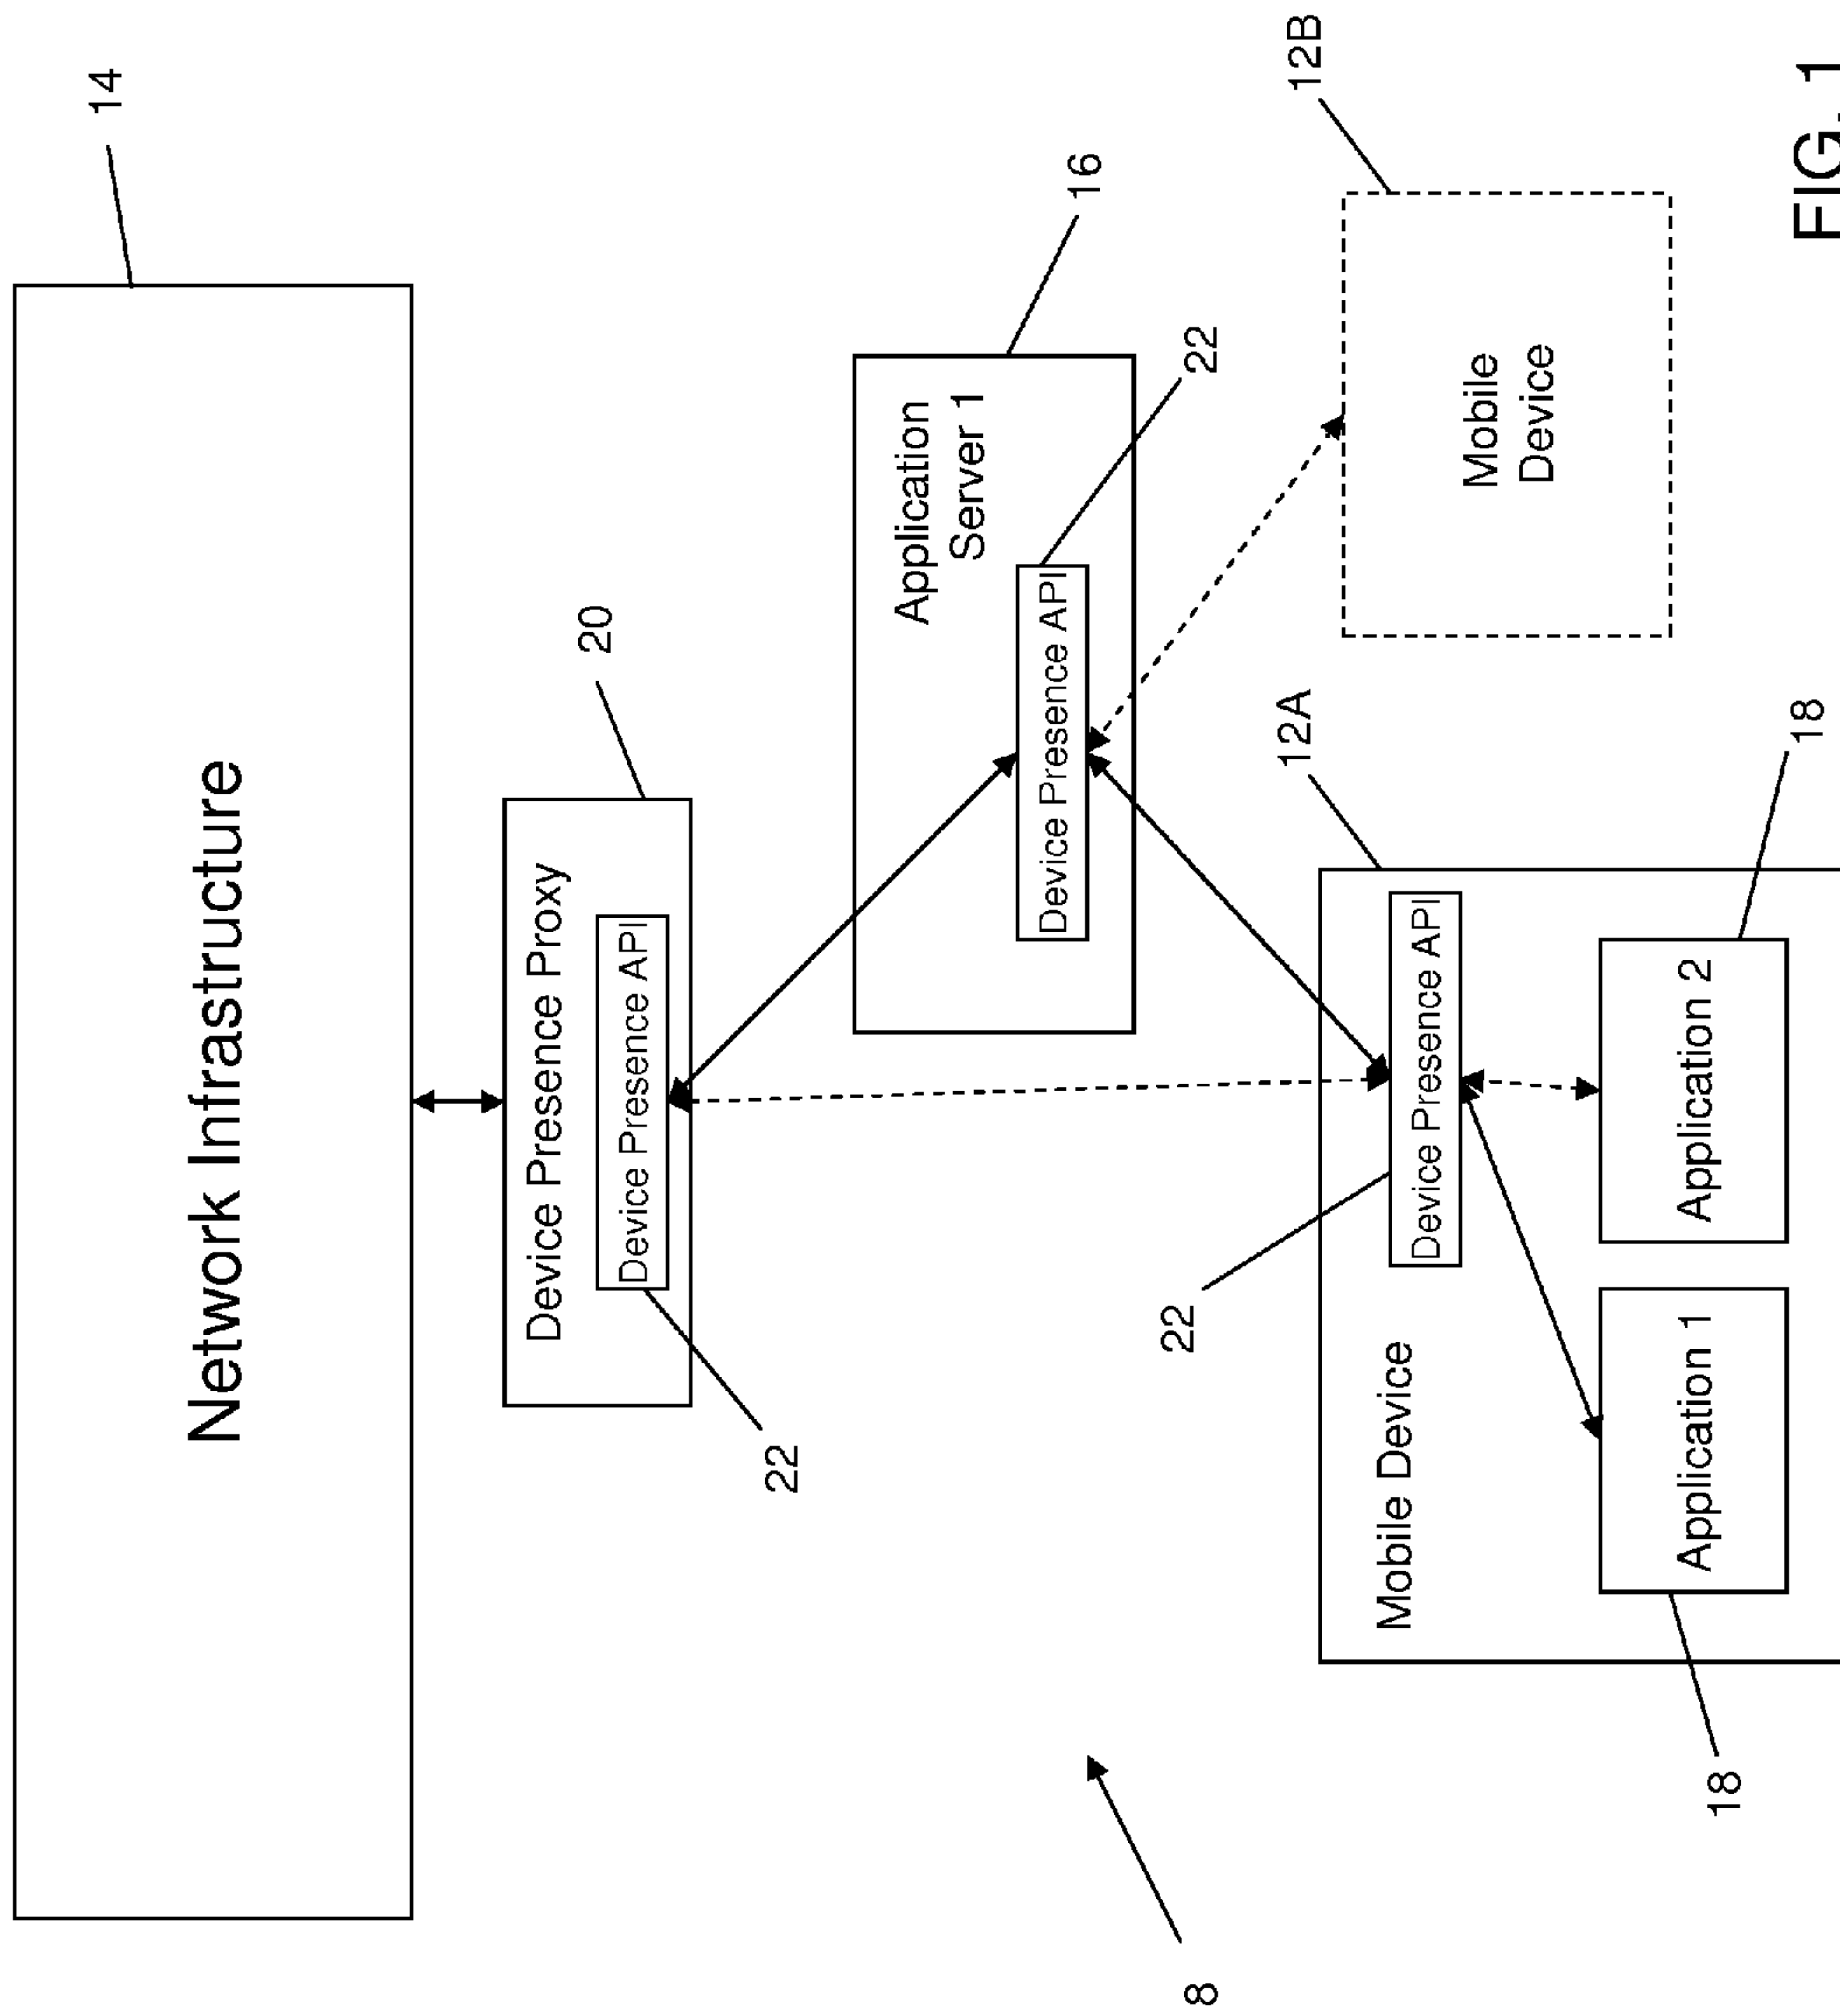 14
Network Infrastructure
20
Device Presence Proxy
Device Presence API
22
16
Application
Server 1
Device Presence API
22
12B
Mobile
Device
12A
22
Mobile Device
Device Presence API
Application 1
Application 2
18
18
8
FIG. 1